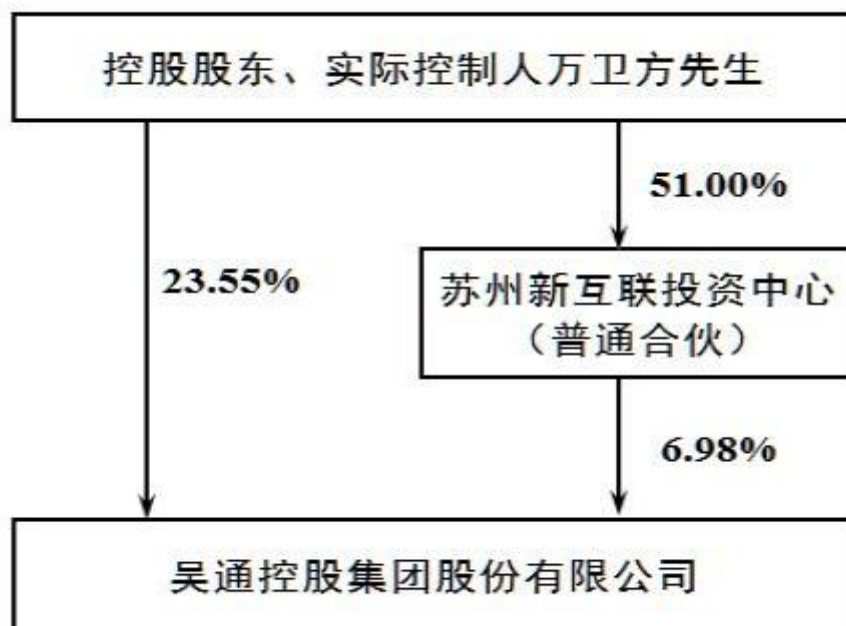 控股股东、实际控制人万卫方先生
51.00%
23.55%
苏州新互联投资中心
（普通合伙）
6.98%
吴通控股集团股份有限公司